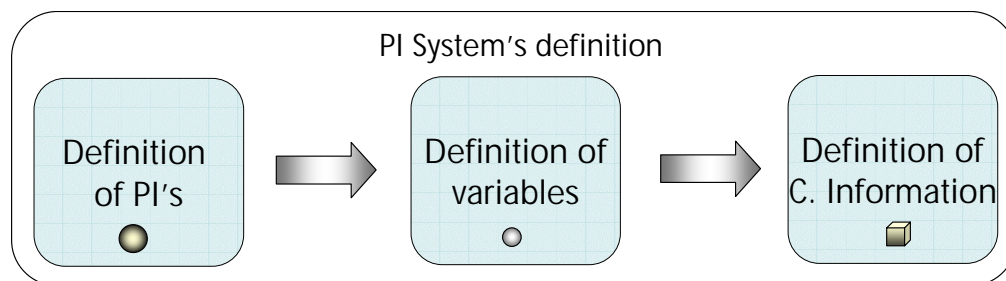 PI System's definition
Definition
of PI's
Definition of
variables
Definition of
C. Information